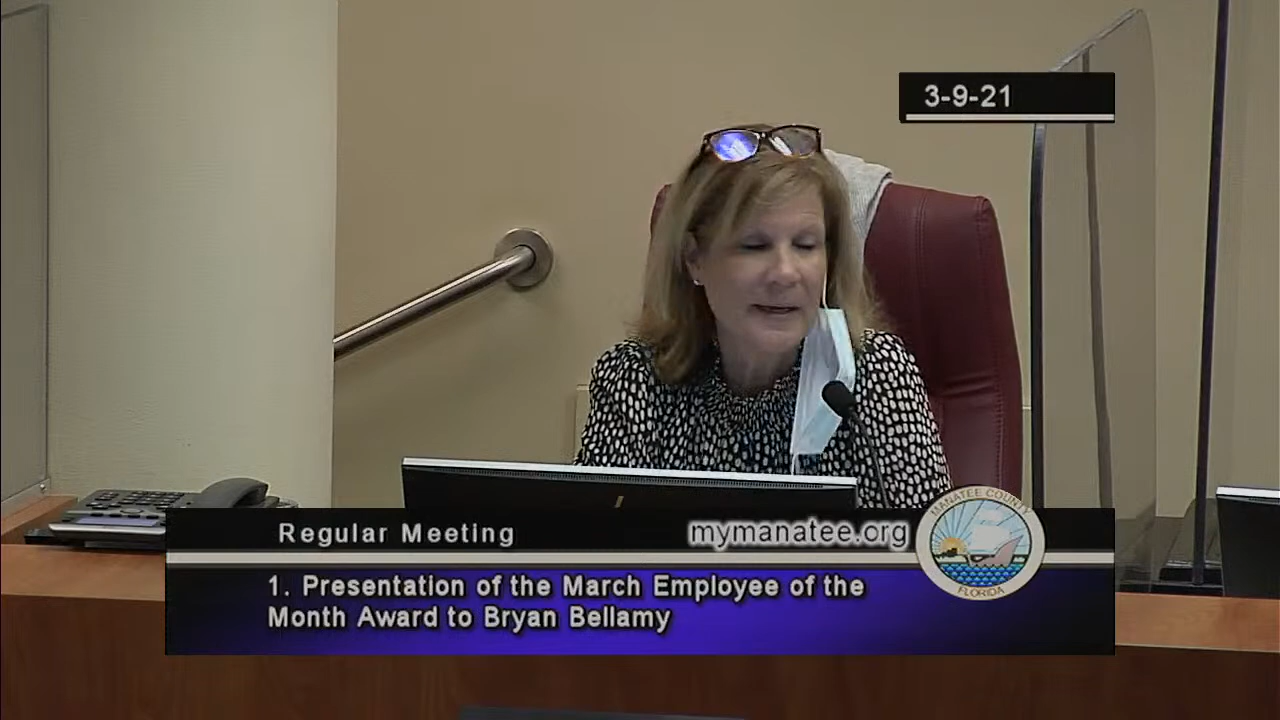 3-9-21
Regular Meeting
mymanatee.org
MANATEE COUNTY
FLORIDA
1. Presentation of the March Employee of the
Month Award to Bryan Bellamy